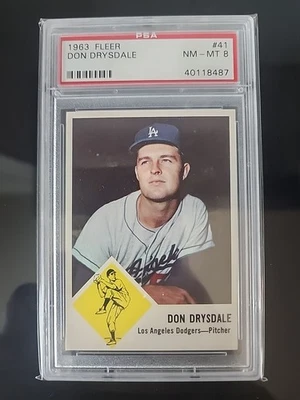 PSA
1963 FLEER #41
DON DRYSDALE NM-MT 8
40118487
LA
DON DRYSDALE
Los Angeles Dodgers—Pitcher